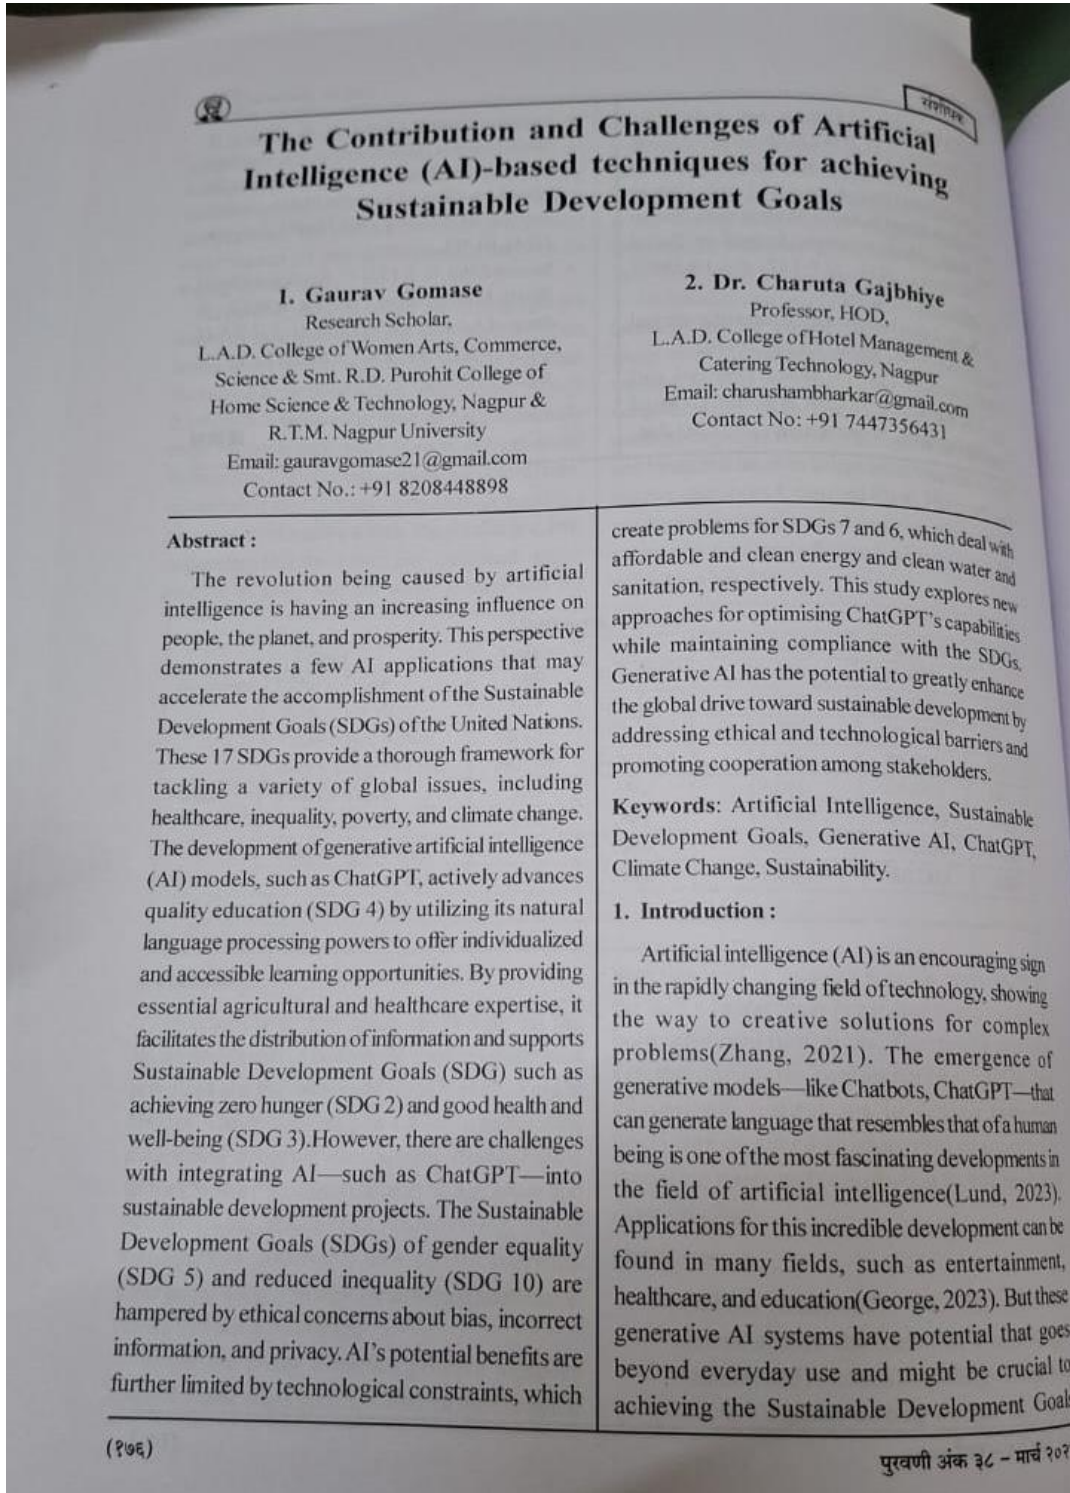 संशोधक
The Contribution and Challenges of Artificial
Intelligence (AI)-based techniques for achieving
Sustainable Development Goals
1. Gaurav Gomase
Research Scholar,
L.A.D. College of Women Arts, Commerce,
Science & Smt. R.D. Purohit College of
Home Science & Technology, Nagpur &
R.T.M. Nagpur University
Email: gauravgomase21@gmail.com
Contact No.: +91 8208448898
2. Dr. Charuta Gajbhiye
Professor, HOD,
L.A.D. College of Hotel Management &
Catering Technology, Nagpur
Email: charushambharkar@gmail.com
Contact No: +91 7447356431
Abstract :
The revolution being caused by artificial
intelligence is having an increasing influence on
people, the planet, and prosperity. This perspective
demonstrates a few AI applications that may
accelerate the accomplishment of the Sustainable
Development Goals (SDGs) of the United Nations.
These 17 SDGs provide a thorough framework for
tackling a variety of global issues, including
healthcare, inequality, poverty, and climate change.
The development of generative artificial intelligence
(AI) models, such as ChatGPT, actively advances
quality education (SDG 4) by utilizing its natural
language processing powers to offer individualized
and accessible learning opportunities. By providing
essential agricultural and healthcare expertise, it
facilitates the distribution of information and supports
Sustainable Development Goals (SDG) such as
achieving zero hunger (SDG 2) and good health and
well-being (SDG 3).However, there are challenges
with integrating AI—such as ChatGPT—into
sustainable development projects. The Sustainable
Development Goals (SDGs) of gender equality
(SDG 5) and reduced inequality (SDG 10) are
hampered by ethical concerns about bias, incorrect
information, and privacy. AI's potential benefits are
further limited by technological constraints, which
create problems for SDGs 7 and 6, which deal with
affordable and clean energy and clean water and
sanitation, respectively. This study explores new
approaches for optimising ChatGPT's capabilities
while maintaining compliance with the SDGs.
Generative AI has the potential to greatly enhance
the global drive toward sustainable development by
addressing ethical and technological barriers and
promoting cooperation among stakeholders.
Keywords: Artificial Intelligence, Sustainable
Development Goals, Generative AI, ChatGPT,
Climate Change, Sustainability.
1. Introduction :
Artificial intelligence (AI) is an encouraging sign
in the rapidly changing field of technology, showing
the way to creative solutions for complex
problems(Zhang, 2021). The emergence of
generative models—like Chatbots, ChatGPT—that
can generate language that resembles that of a human
being is one of the most fascinating developments in
the field of artificial intelligence(Lund, 2023).
Applications for this incredible development can be
found in many fields, such as entertainment,
healthcare, and education(George, 2023). But these
generative AI systems have potential that goes
beyond everyday use and might be crucial to
achieving the Sustainable Development Goals
(१७६)
पुरवणी अंक ३८ – मार्च